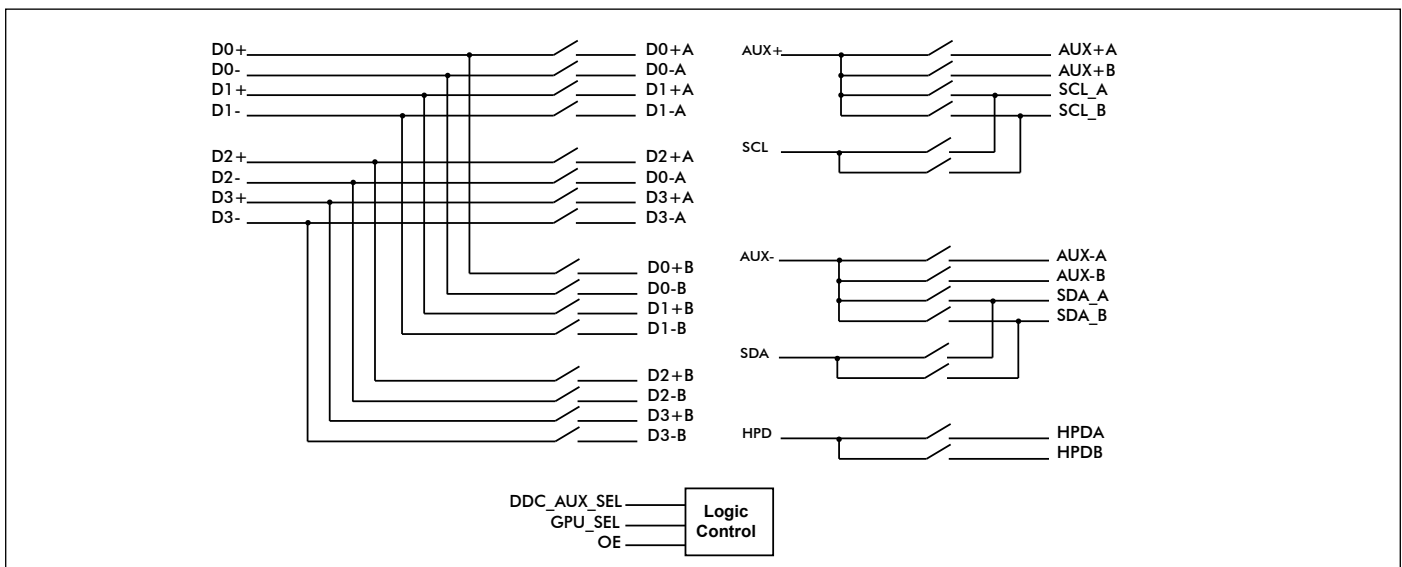 D0+ D0+A
D0- D0-A
D1+ D1+A
D1- D1-A
D2+ D2+A
D2- D0-A
D3+ D3+A
D3- D3-A
D0+B
D0-B
D1+B
D1-B
D2+B
D2-B
D3+B
D3-B
AUX+ AUX+A
AUX+B
SCL_A
SCL_B
SCL
AUX- AUX-A
AUX-B
SDA_A
SDA_B
SDA
HPD HPDA
HPDB
DDC_AUX_SEL
GPU_SEL
OE
Logic
Control